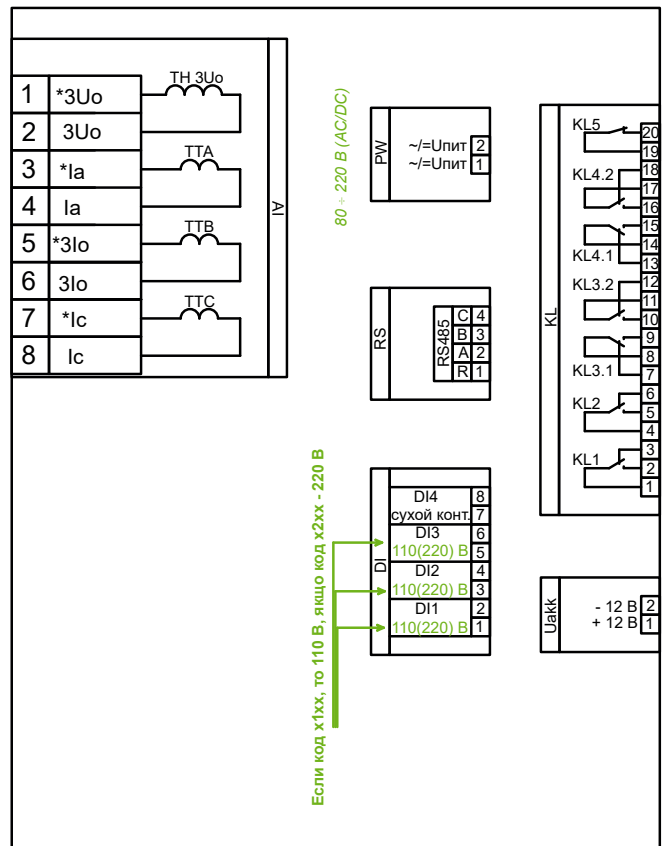 1 *3Uo
2 3Uo
3 *Ia
4 Ia
5 *3Io
6 3Io
7 *Ic
8 Ic
ТН 3Uo
ТТА
ТТВ
ТТС
AI
80 ÷ 220 В (AC/DC)
PW
~/=Uпит 2
~/=Uпит 1
RS
RS485
C 4
B 3
A 2
R 1
Если код х1хх, то 110 В, якщо код х2хх - 220 В
DI
DI4 8
сухой конт. 7
DI3 6
110(220) В 5
DI2 4
110(220) В 3
DI1 2
110(220) В 1
KL
KL5
KL4.2
KL4.1
KL3.2
KL3.1
KL2
KL1
20
19
18
17
16
15
14
13
12
11
10
9
8
7
6
5
4
3
2
1
Uakk
- 12 В 2
+ 12 В 1